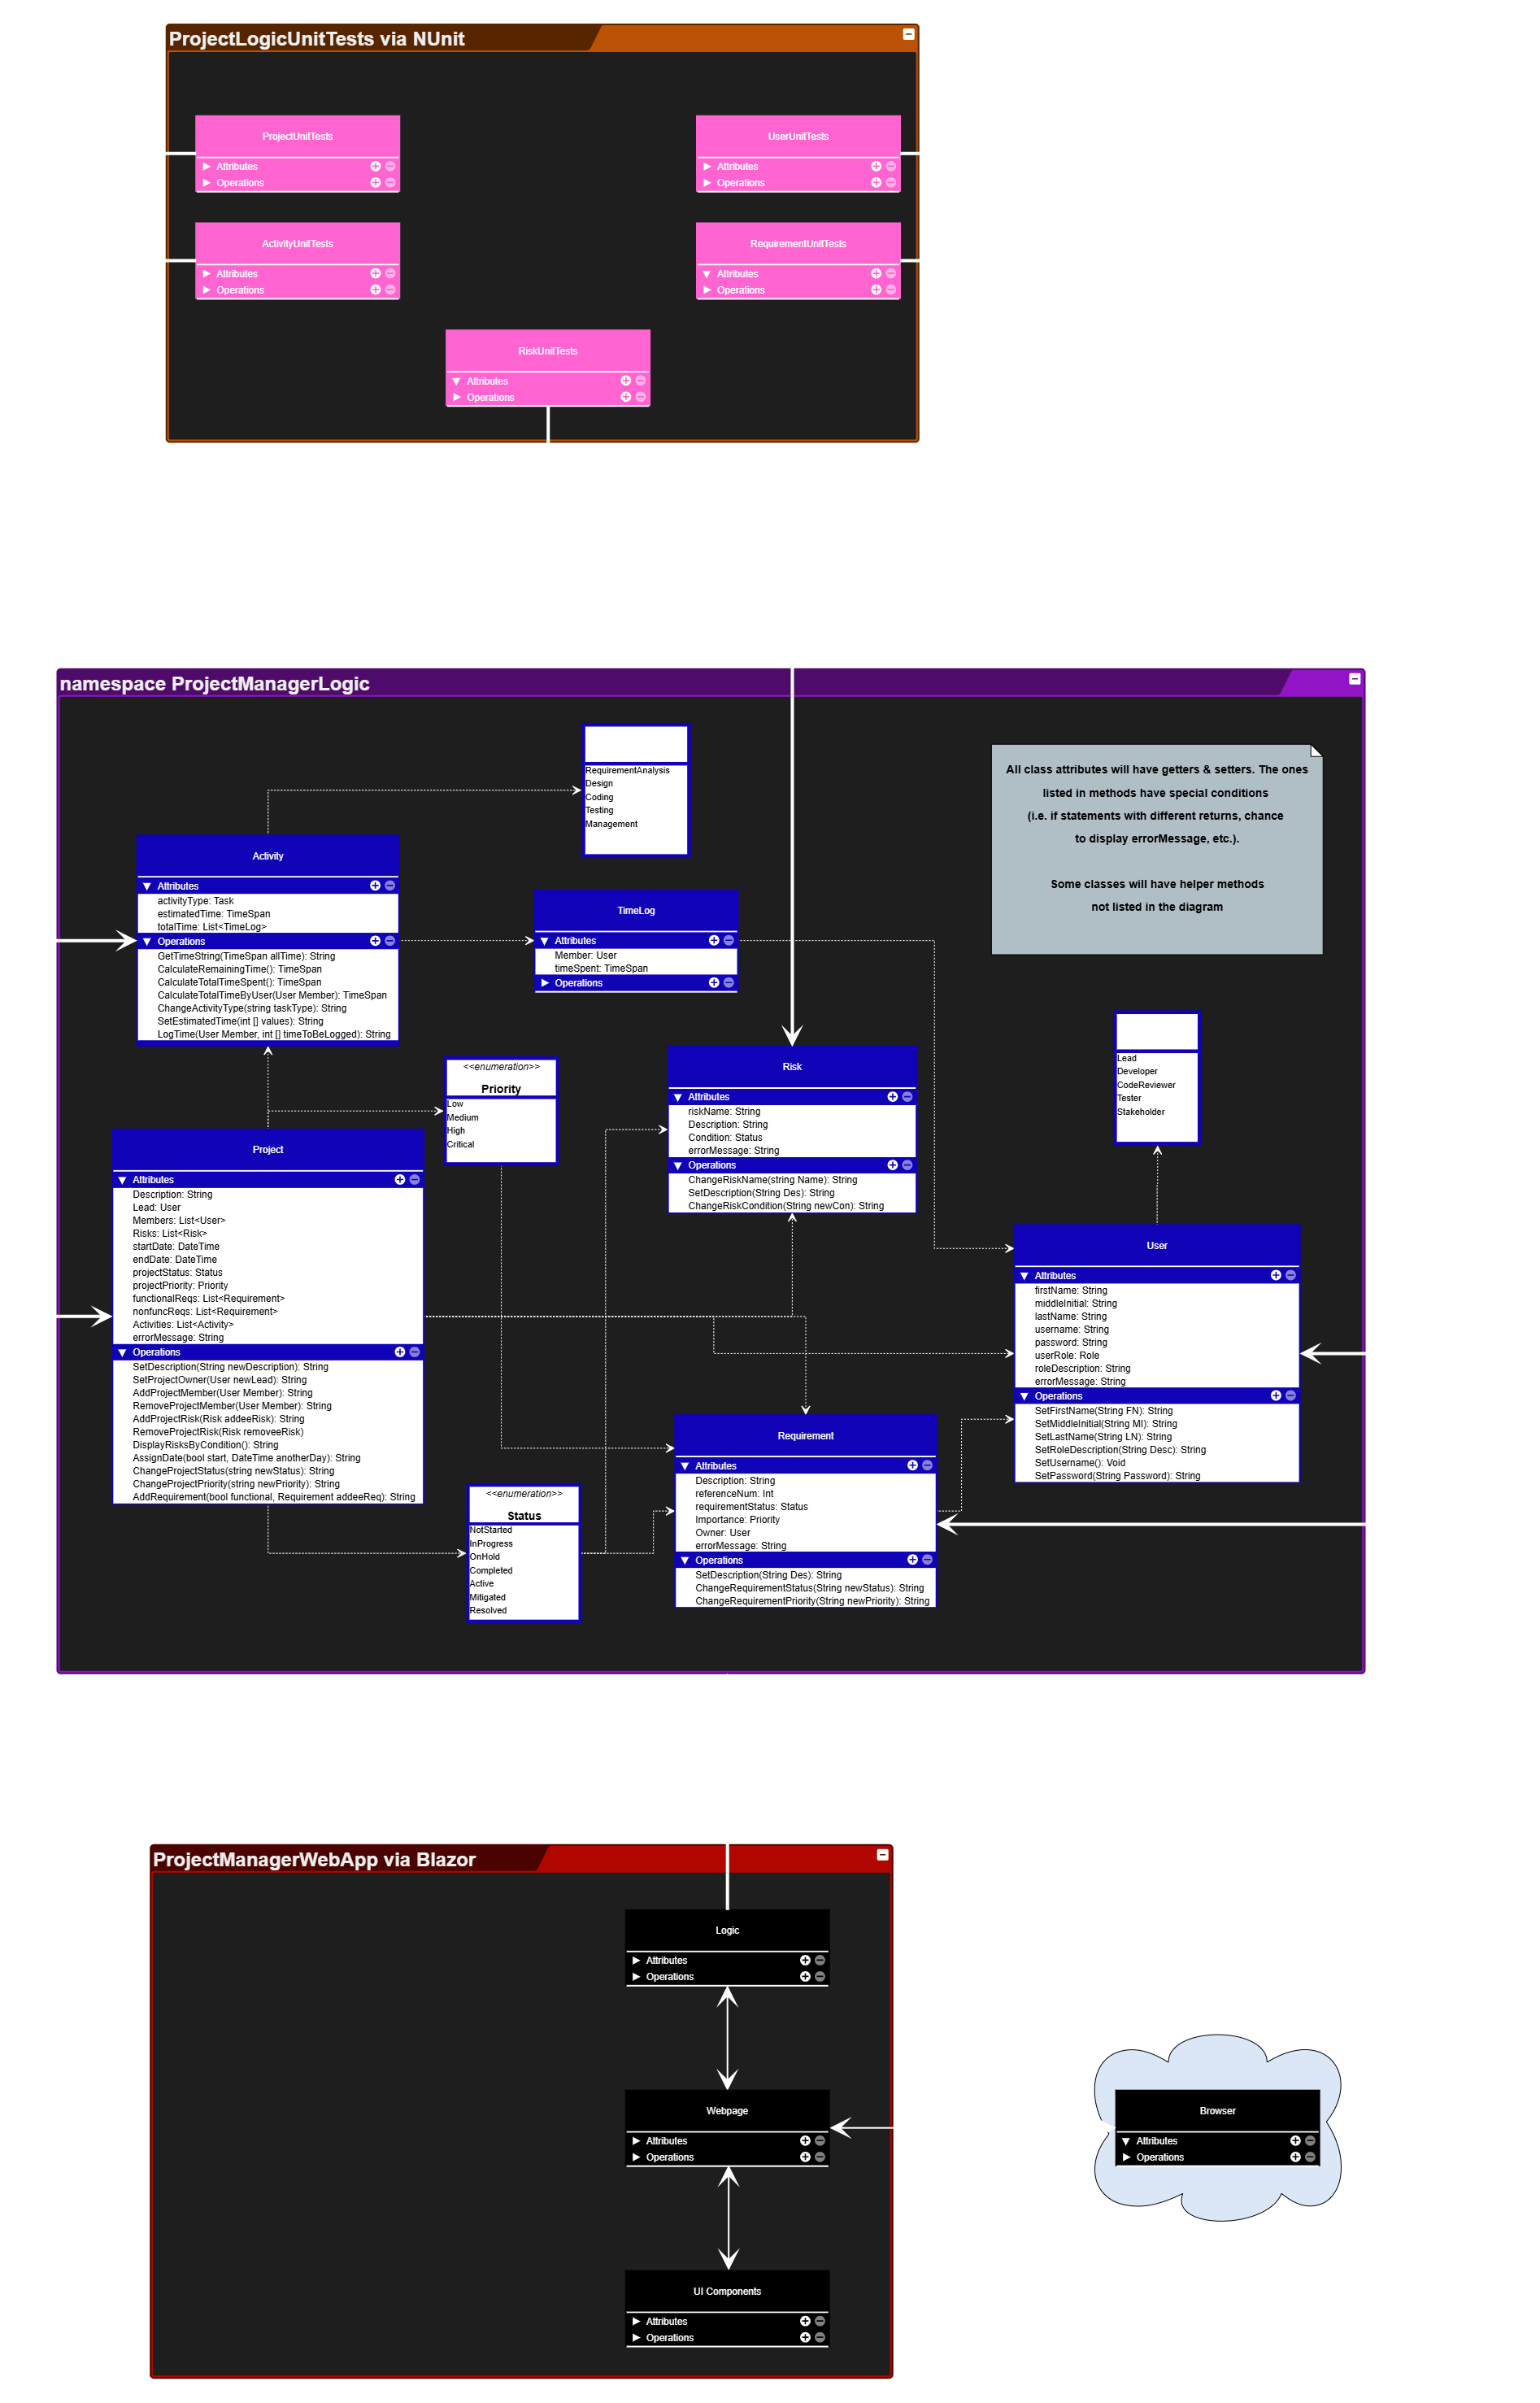 ProjectLogicUnitTests via NUnit
ProjectUnitTests
Attributes
Operations
UserUnitTests
Attributes
Operations
ActivityUnitTests
Attributes
Operations
RequirementUnitTests
Attributes
Operations
RiskUnitTests
Attributes
Operations
namespace ProjectManagerLogic
RequirementAnalysis
Design
Coding
Testing
Management
All class attributes will have getters & setters. The ones
listed in methods have special conditions
(i.e. if statements with different returns, chance
to display errorMessage, etc.).
Some classes will have helper methods
not listed in the diagram
Activity
Attributes
activityType: Task
estimatedTime: TimeSpan
totalTime: List<TimeLog>
Operations
GetTimeString(TimeSpan allTime): String
CalculateRemainingTime(): TimeSpan
CalculateTotalTimeSpent(): TimeSpan
CalculateTotalTimeByUser(User Member): TimeSpan
ChangeActivityType(string taskType): String
SetEstimatedTime(int [] values): String
LogTime(User Member, int [] timeToBeLogged): String
TimeLog
Attributes
Member: User
timeSpent: TimeSpan
Operations
Lead
Developer
CodeReviewer
Tester
Stakeholder
<<enumeration>>
Priority
Low
Medium
High
Critical
Risk
Attributes
riskName: String
Description: String
Condition: Status
errorMessage: String
Operations
ChangeRiskName(string Name): String
SetDescription(String Des): String
ChangeRiskCondition(String newCon): String
Project
Attributes
Description: String
Lead: User
Members: List<User>
Risks: List<Risk>
startDate: DateTime
endDate: DateTime
projectStatus: Status
projectPriority: Priority
functionalReqs: List<Requirement>
nonfuncReqs: List<Requirement>
Activities: List<Activity>
errorMessage: String
Operations
SetDescription(String newDescription): String
SetProjectOwner(User newLead): String
AddProjectMember(User Member): String
RemoveProjectMember(User Member): String
AddProjectRisk(Risk addeeRisk): String
RemoveProjectRisk(Risk removeeRisk)
DisplayRisksByCondition(): String
AssignDate(bool start, DateTime anotherDay): String
ChangeProjectStatus(string newStatus): String
ChangeProjectPriority(string newPriority): String
AddRequirement(bool functional, Requirement addeeReq): String
User
Attributes
firstName: String
middleInitial: String
lastName: String
username: String
password: String
userRole: Role
roleDescription: String
errorMessage: String
Operations
SetFirstName(String FN): String
SetMiddleInitial(String MI): String
SetLastName(String LN): String
SetRoleDescription(String Desc): String
SetUsername(): Void
SetPassword(String Password): String
Requirement
Attributes
Description: String
referenceNum: Int
requirementStatus: Status
Importance: Priority
Owner: User
errorMessage: String
Operations
SetDescription(String Des): String
ChangeRequirementStatus(String newStatus): String
ChangeRequirementPriority(String newPriority): String
<<enumeration>>
Status
NotStarted
InProgress
OnHold
Completed
Active
Mitigated
Resolved
ProjectManagerWebApp via Blazor
Logic
Attributes
Operations
Webpage
Attributes
Operations
Browser
Attributes
Operations
UI Components
Attributes
Operations